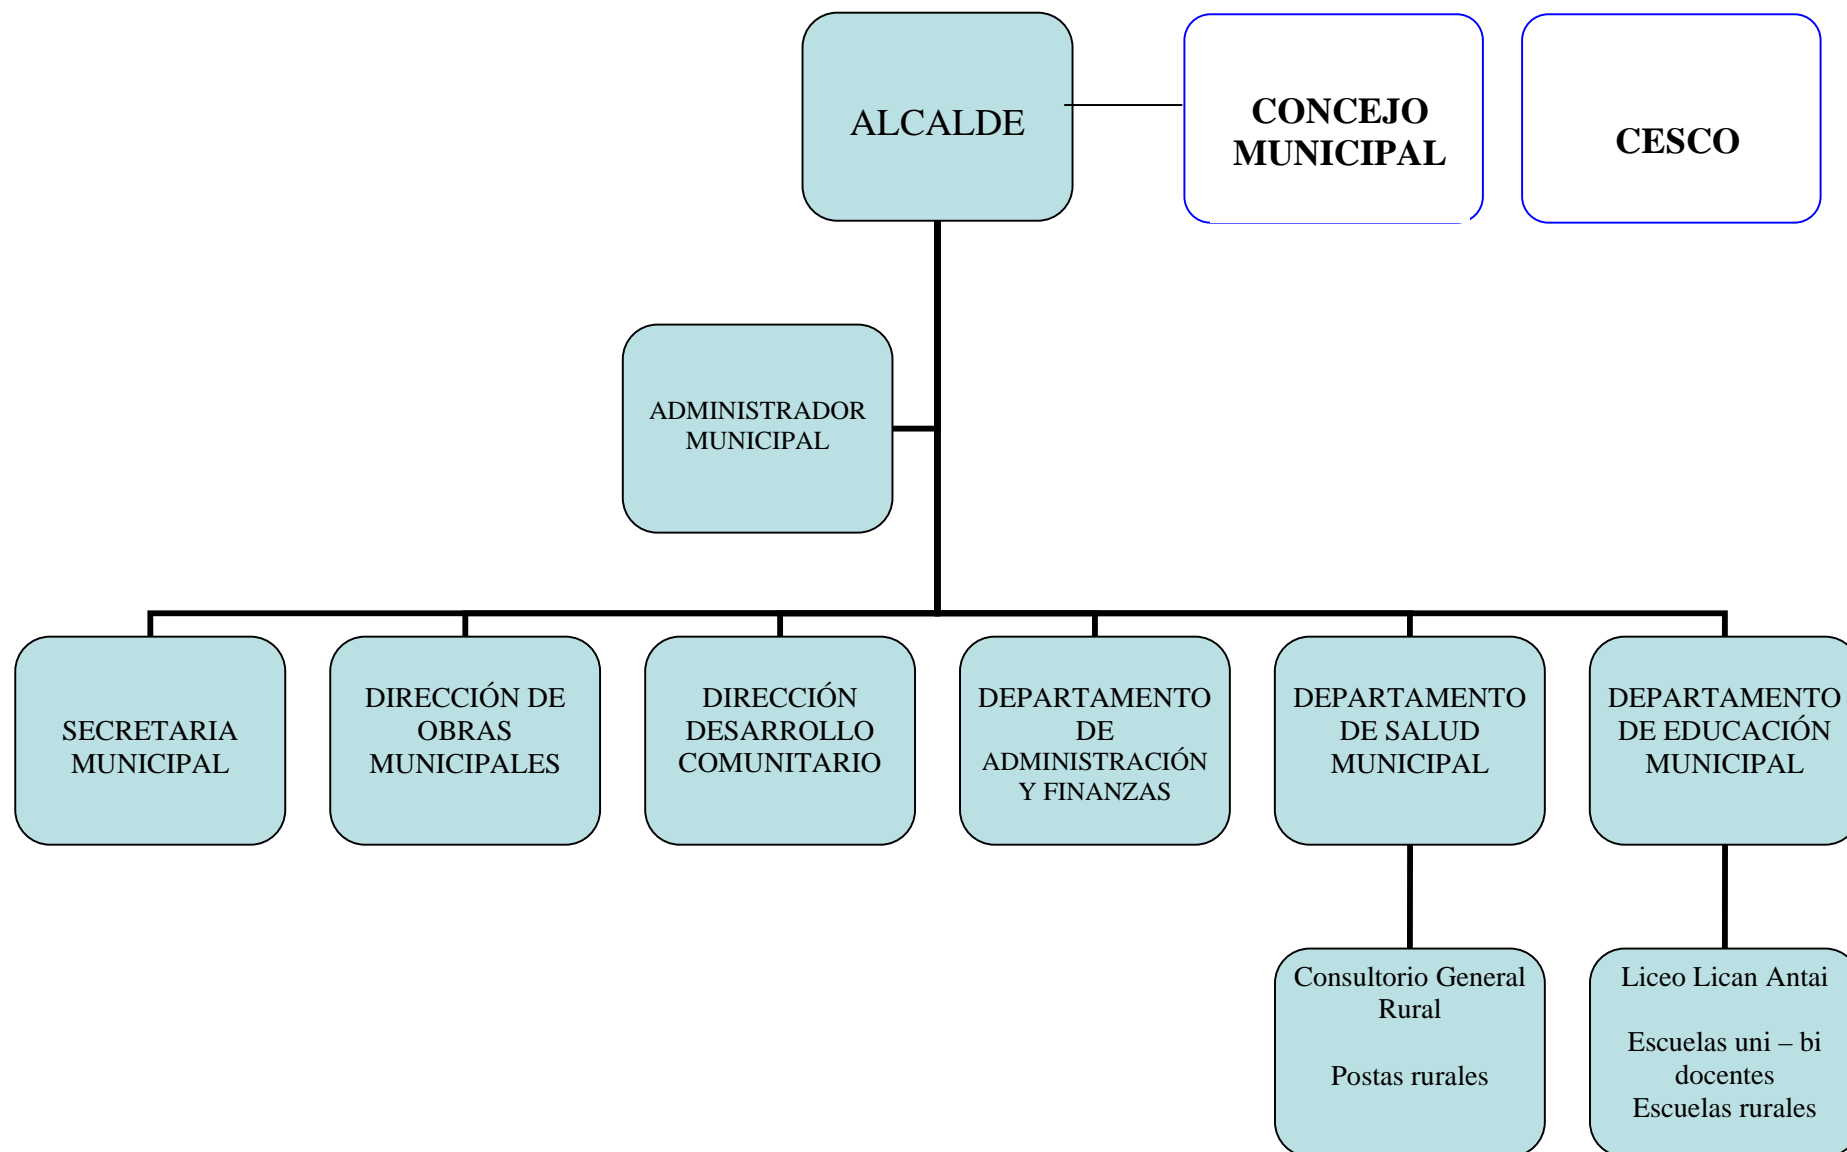 ALCALDE
CONCEJO
MUNICIPAL
CESCO
ADMINISTRADOR
MUNICIPAL
SECRETARIA
MUNICIPAL
DIRECCIÓN DE
OBRAS
MUNICIPALES
DIRECCIÓN
DESARROLLO
COMUNITARIO
DEPARTAMENTO
DE
ADMINISTRACIÓN
Y FINANZAS
DEPARTAMENTO
DE SALUD
MUNICIPAL
DEPARTAMENTO
DE EDUCACIÓN
MUNICIPAL
Consultorio General
Rural
Postas rurales
Liceo Lican Antai
Escuelas uni – bi
docentes
Escuelas rurales